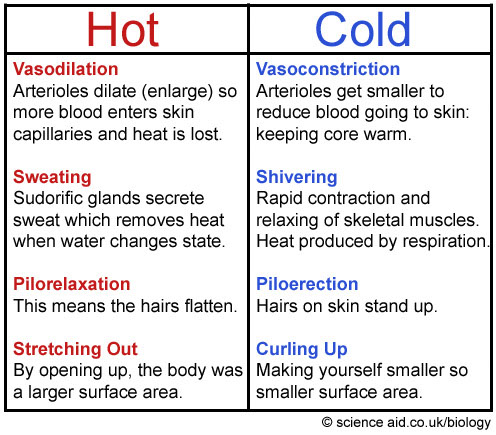 Hot
Vasodilation
Arterioles dilate (enlarge) so
more blood enters skin
capillaries and heat is lost.
Sweating
Sudorific glands secrete
sweat which removes heat
when water changes state.
Pilorelaxation
This means the hairs flatten.
Stretching Out
By opening up, the body was
a larger surface area.
Cold
Vasoconstriction
Arterioles get smaller to
reduce blood going to skin:
keeping core warm.
Shivering
Rapid contraction and
relaxing of skeletal muscles.
Heat produced by respiration.
Piloerection
Hairs on skin stand up.
Curling Up
Making yourself smaller so
smaller surface area.
© science aid.co.uk/biology